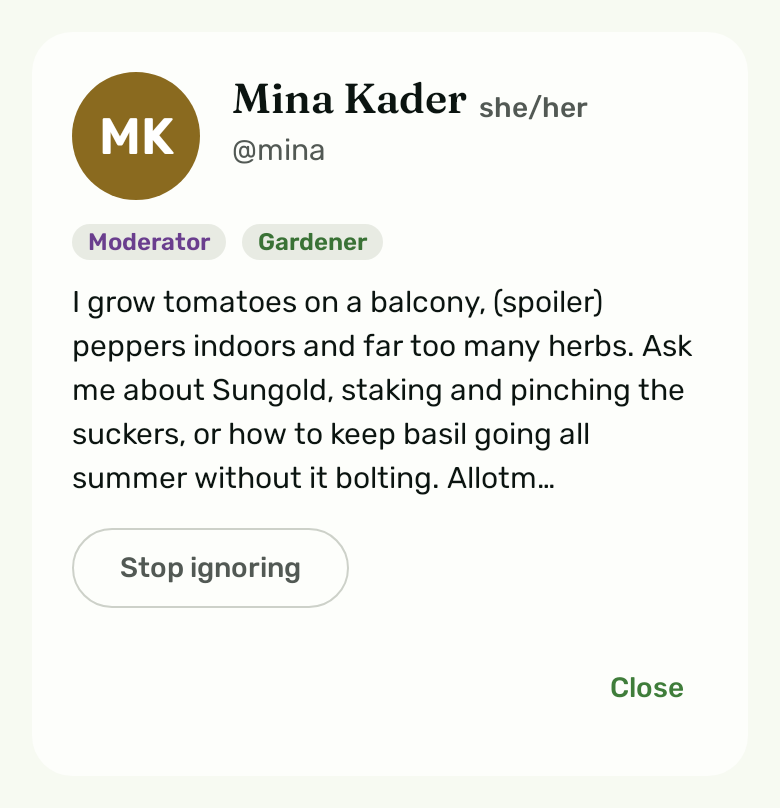 MK
Mina Kader she/her
@mina
Moderator Gardener
I grow tomatoes on a balcony, (spoiler)
peppers indoors and far too many herbs. Ask
me about Sungold, staking and pinching the
suckers, or how to keep basil going all
summer without it bolting. Allotm…
Stop ignoring
Close